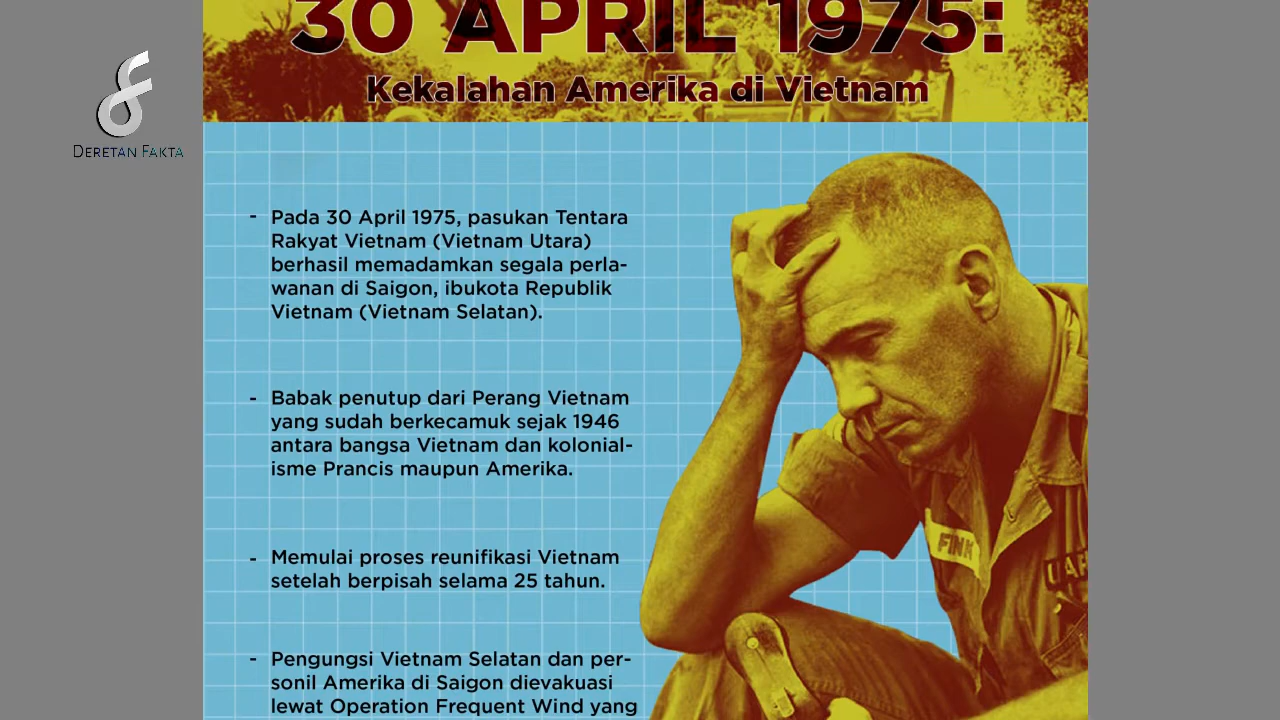 30 APRIL 1975:
Kekalahan Amerika di Vietnam
DERETAN FAKTA
- Pada 30 April 1975, pasukan Tentara
Rakyat Vietnam (Vietnam Utara)
berhasil memadamkan segala perla-
wanan di Saigon, ibukota Republik
Vietnam (Vietnam Selatan).
- Babak penutup dari Perang Vietnam
yang sudah berkecamuk sejak 1946
antara bangsa Vietnam dan kolonial-
isme Prancis maupun Amerika.
- Memulai proses reunifikasi Vietnam
setelah berpisah selama 25 tahun.
- Pengungsi Vietnam Selatan dan per-
sonil Amerika di Saigon dievakuasi
lewat Operation Frequent Wind yang
FINK